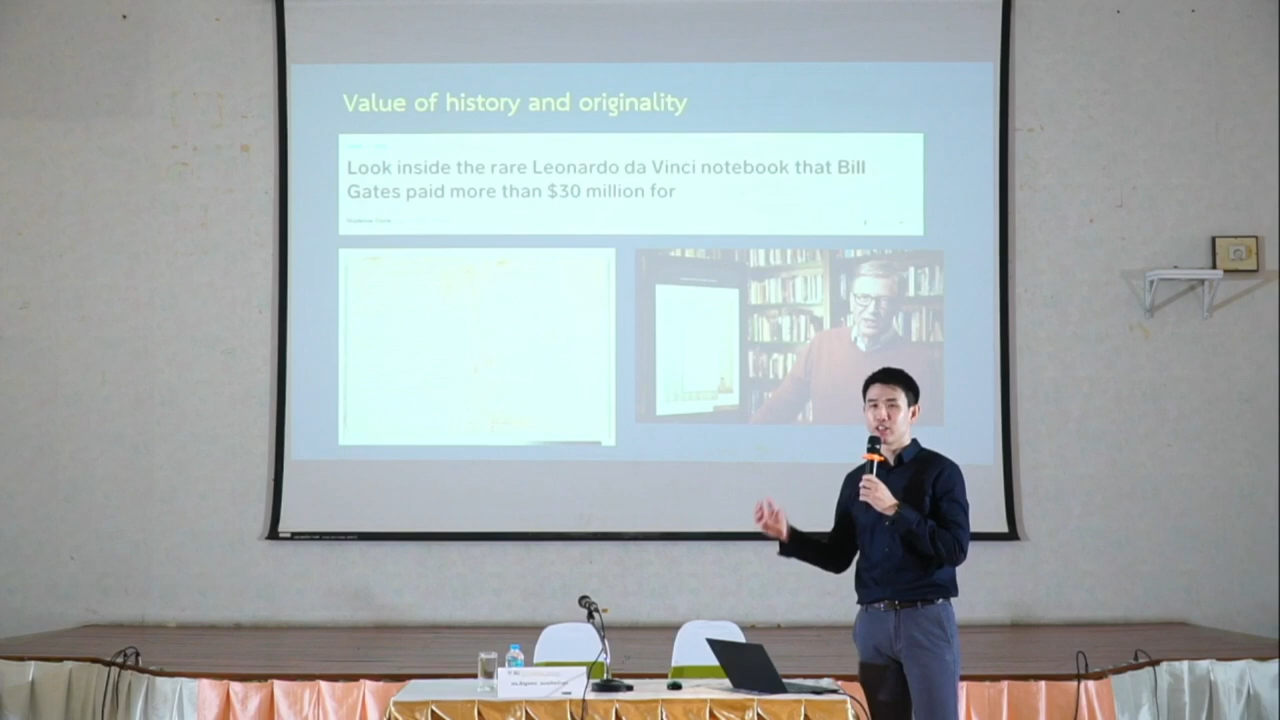 Value of history and originality
Look inside the rare Leonardo da Vinci notebook that Bill
Gates paid more than $30 million for